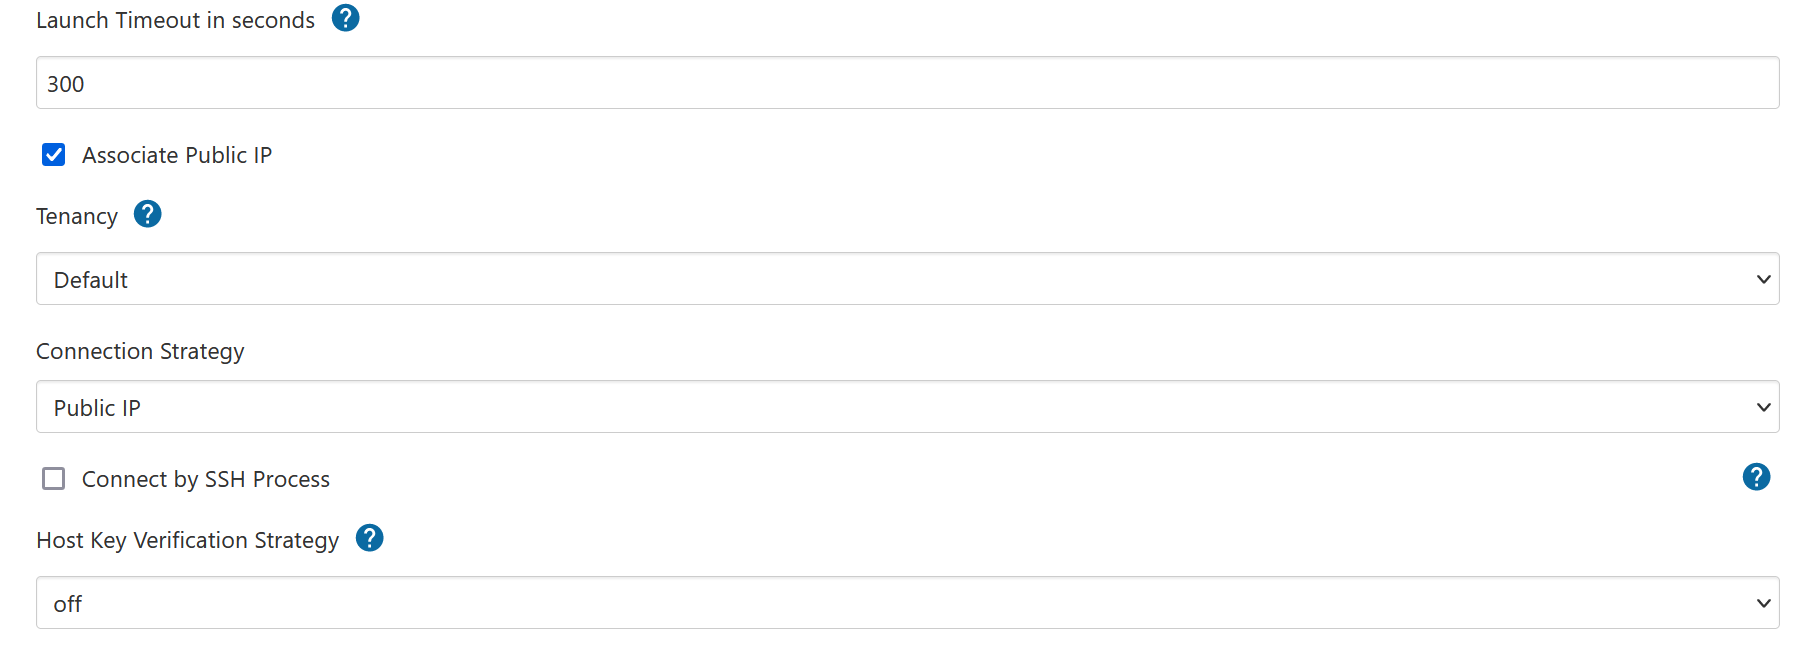 Launch Timeout in seconds ?
300
Associate Public IP
Tenancy ?
Default
Connection Strategy
Public IP
Connect by SSH Process ?
Host Key Verification Strategy ?
off